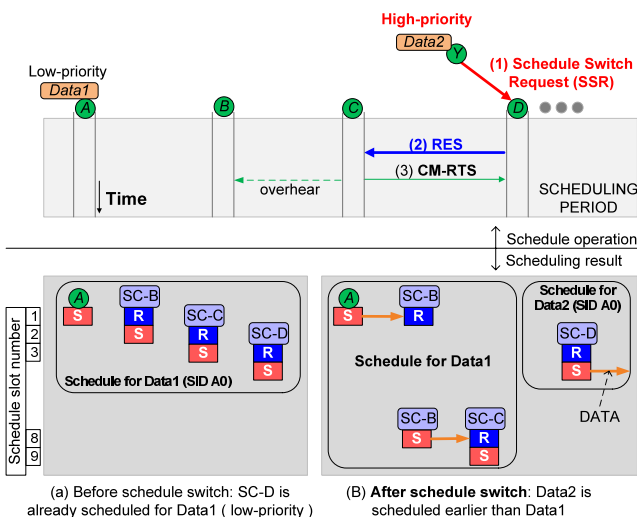 High-priority
Data2
Y
(1) Schedule Switch
Request (SSR)
Low-priority
Data1
A
B
C
D
(2) RES
(3) CM-RTS
overhear
Time
SCHEDULING
PERIOD
Schedule operation
Scheduling result
Schedule slot number
1
2
3
8
9
A
S
SC-B
R
S
SC-C
R
S
SC-D
R
S
Schedule for Data1 (SID A0)
A
S
SC-B
R
Schedule for Data1
SC-B
S
SC-C
R
S
Schedule for
Data2 (SID A0)
SC-D
R
S
DATA
(a) Before schedule switch: SC-D is
already scheduled for Data1 ( low-priority )
(B) After schedule switch: Data2 is
scheduled earlier than Data1